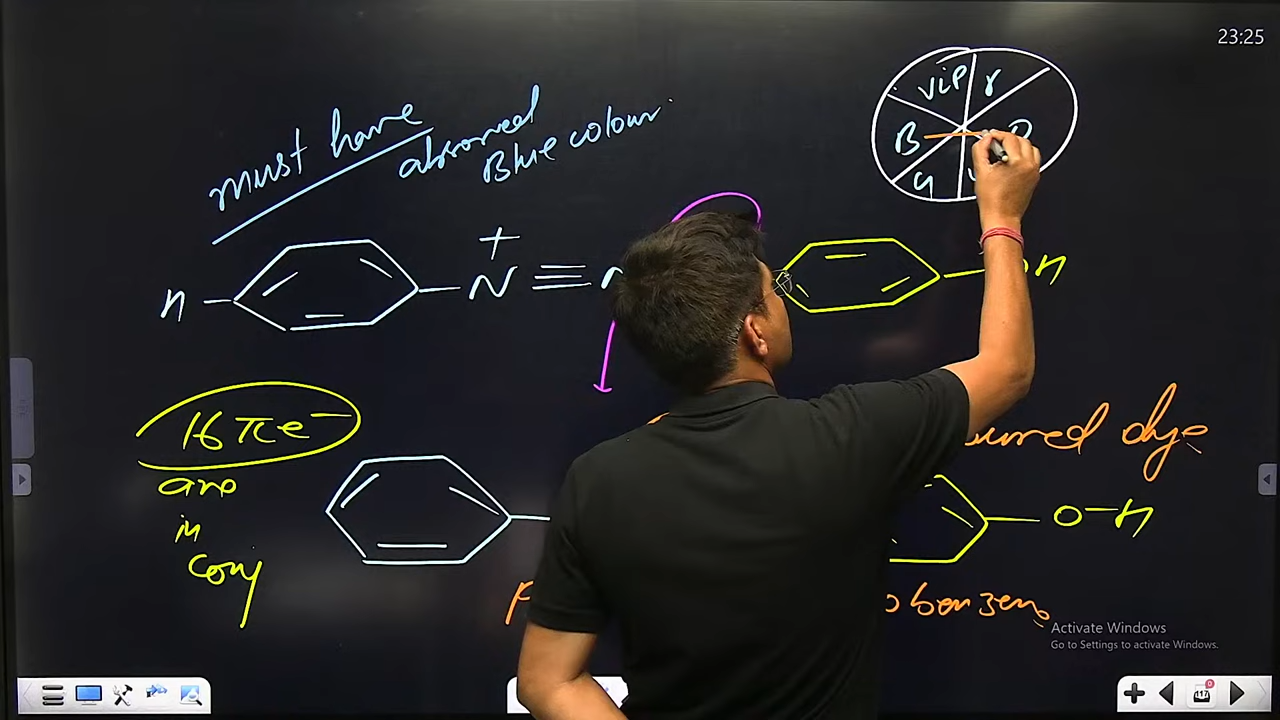 23:25
must have
absorbed
Blue colour
ViP r
B O
G
H
N+ ≡ N
H
16 πe-
are
in
conj
dye
O-H
benzene
Activate Windows
Go to Settings to activate Windows.
117